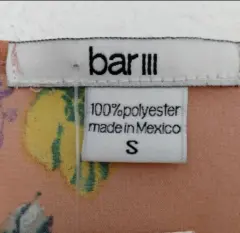 bar III
100% polyester
made in Mexico
S